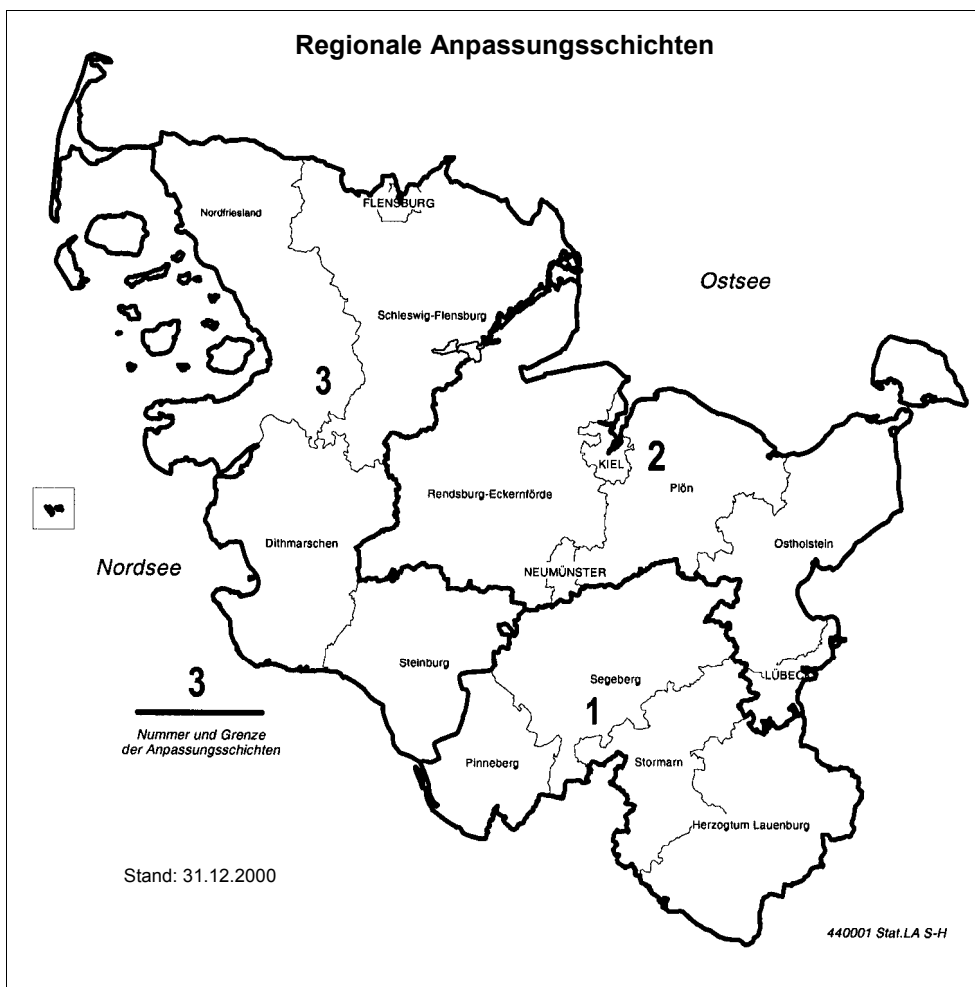 Regionale Anpassungsschichten
FLENSBURG
Nordfriesland
Ostsee
Schleswig-Flensburg
3
2
KIEL
Plön
Rendsburg-Eckernförde
Dithmarschen
Ostholstein
Nordsee
NEUMÜNSTER
Steinburg
Segeberg
LÜBECK
3
1
Nummer und Grenze
der Anpassungsschichten
Pinneberg
Stormarn
Herzogtum Lauenburg
Stand: 31.12.2000
440001 Stat.LA S-H